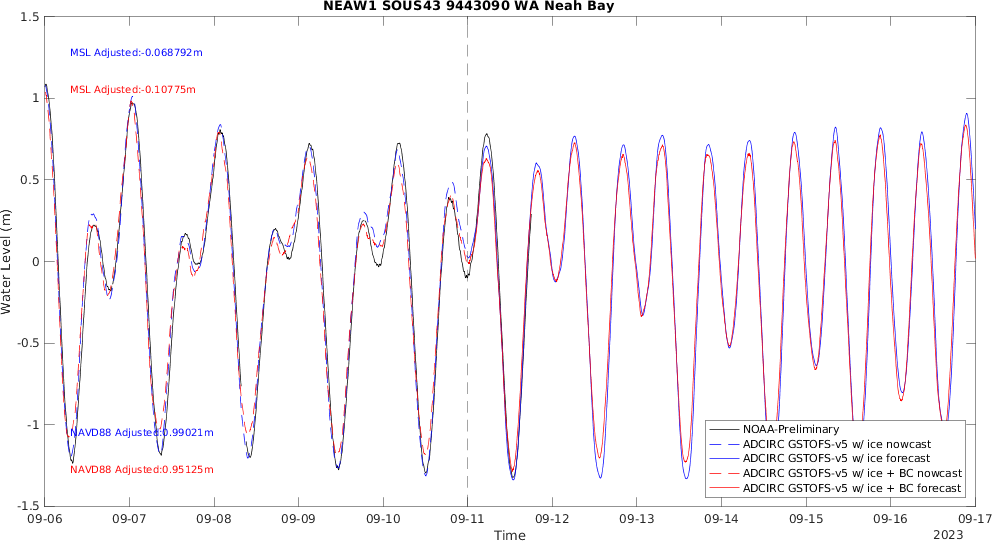 NEAW1 SOUS43 9443090 WA Neah Bay
1.5
1
0.5
0
-0.5
-1
-1.5
Water Level (m)
MSL Adjusted:-0.068792m
MSL Adjusted:-0.10775m
NAVD88 Adjusted:0.99021m
NAVD88 Adjusted:0.95125m
NOAA-Preliminary
ADCIRC GSTOFS-v5 w/ ice nowcast
ADCIRC GSTOFS-v5 w/ ice forecast
ADCIRC GSTOFS-v5 w/ ice + BC nowcast
ADCIRC GSTOFS-v5 w/ ice + BC forecast
09-06 09-07 09-08 09-09 09-10 09-11 09-12 09-13 09-14 09-15 09-16 09-17
Time
2023